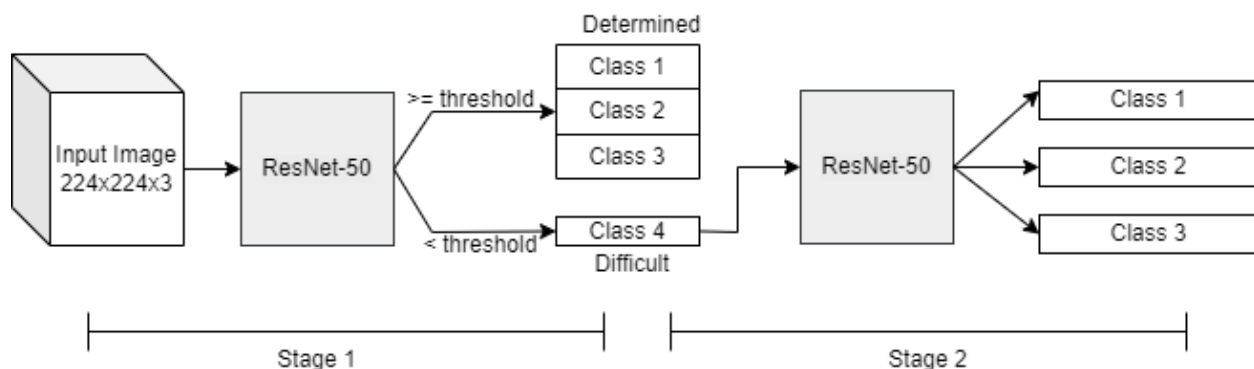 Input Image
224x224x3
ResNet-50
>= threshold
< threshold
Determined
Class 1
Class 2
Class 3
Class 4
Difficult
ResNet-50
Class 1
Class 2
Class 3
Stage 1
Stage 2